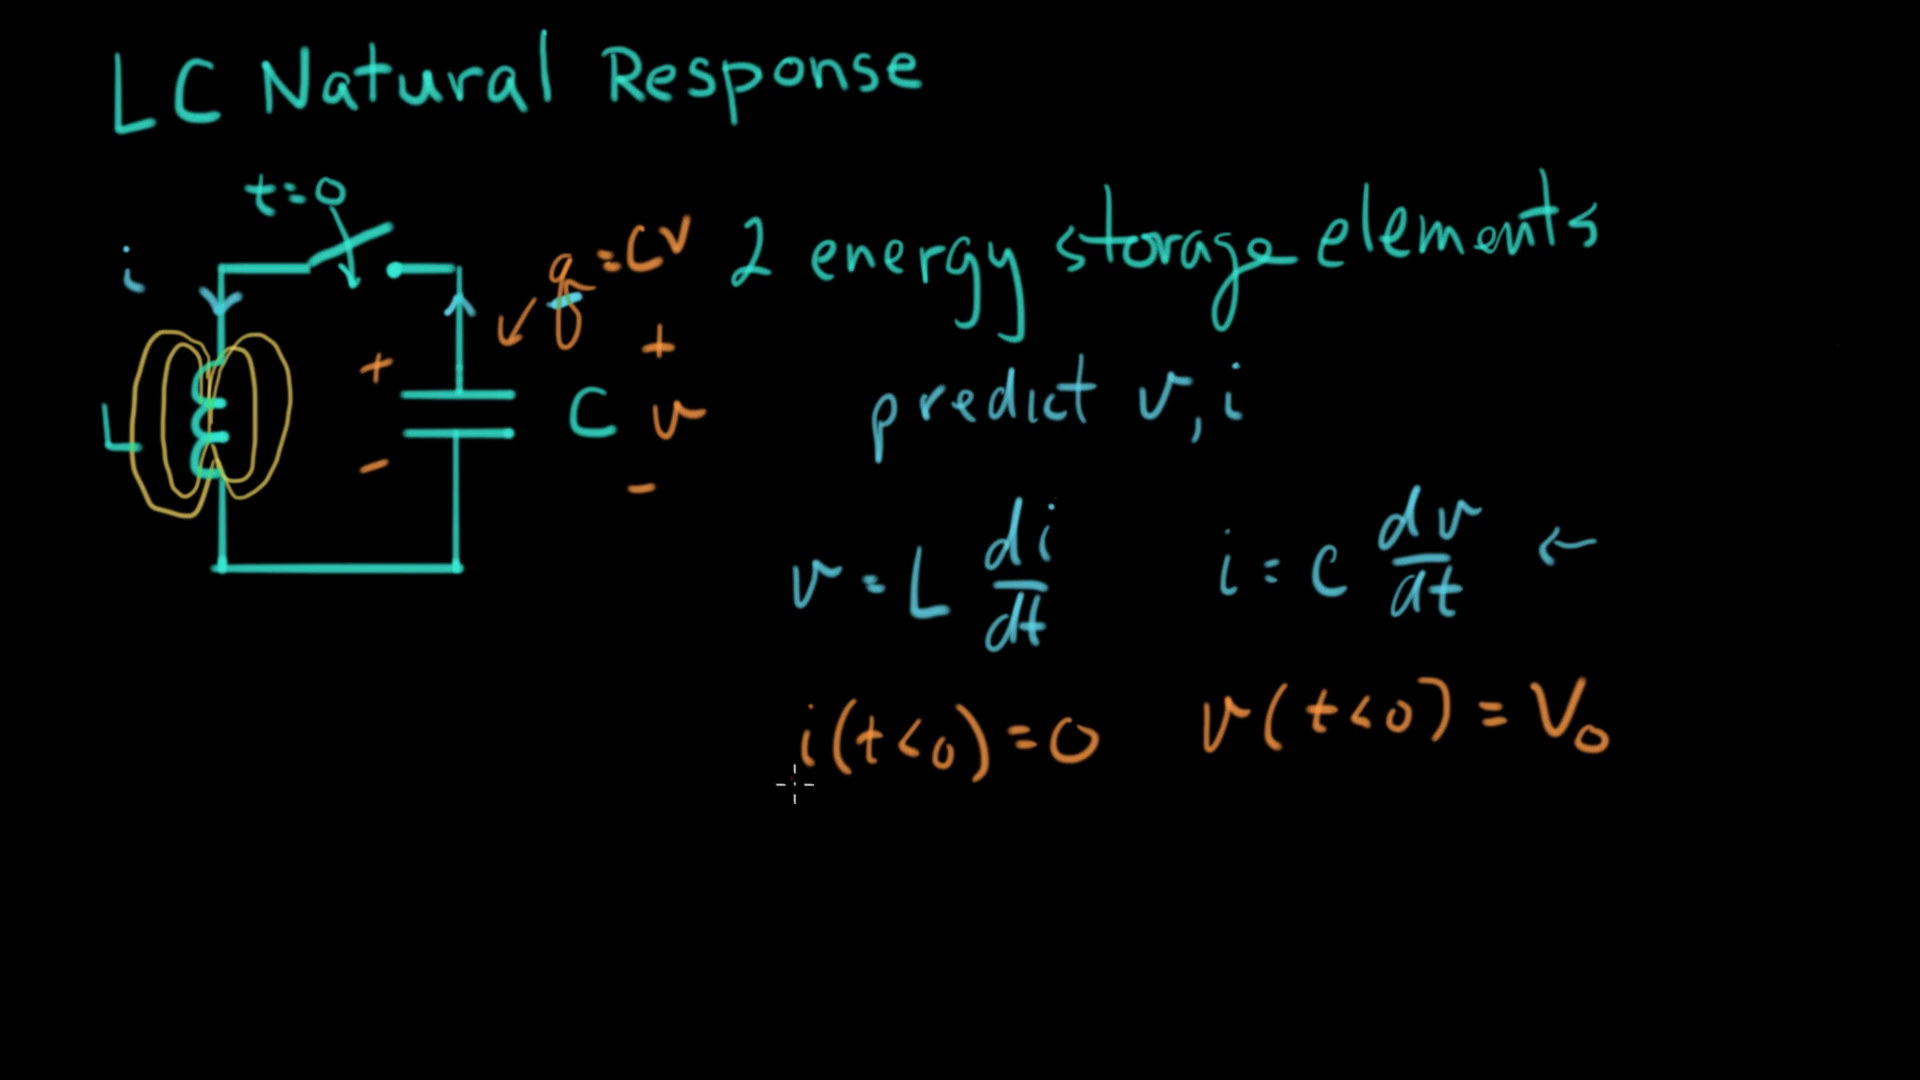 LC Natural Response
t=0
i
q=CV
2 energy storage elements
+
+
L
C
v
-
-
predict v,i
v = L di/dt
i = C dv/dt ←
i(t<0)=0
v(t<0)=V₀